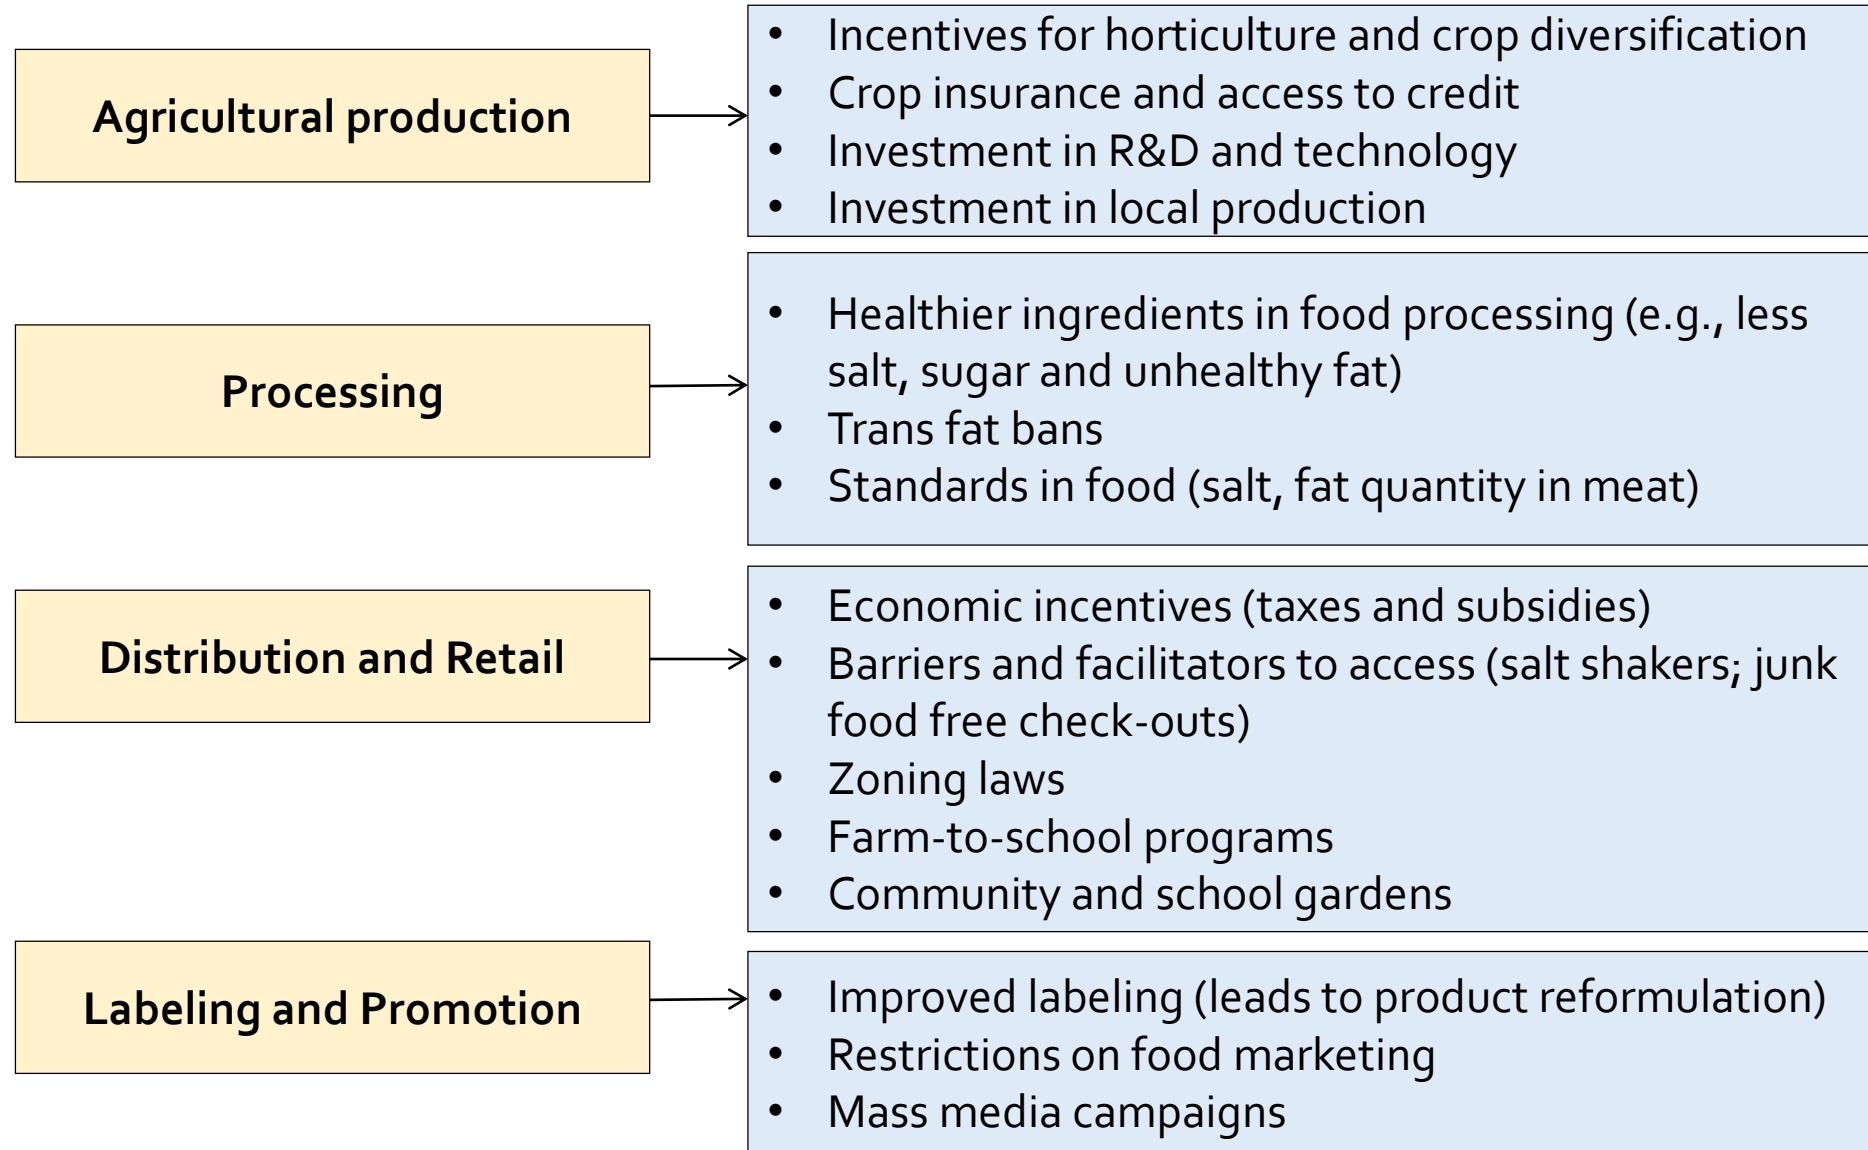 Agricultural production
• Incentives for horticulture and crop diversification
• Crop insurance and access to credit
• Investment in R&D and technology
• Investment in local production
Processing
• Healthier ingredients in food processing (e.g., less
salt, sugar and unhealthy fat)
• Trans fat bans
• Standards in food (salt, fat quantity in meat)
Distribution and Retail
• Economic incentives (taxes and subsidies)
• Barriers and facilitators to access (salt shakers; junk
food free check-outs)
• Zoning laws
• Farm-to-school programs
• Community and school gardens
Labeling and Promotion
• Improved labeling (leads to product reformulation)
• Restrictions on food marketing
• Mass media campaigns